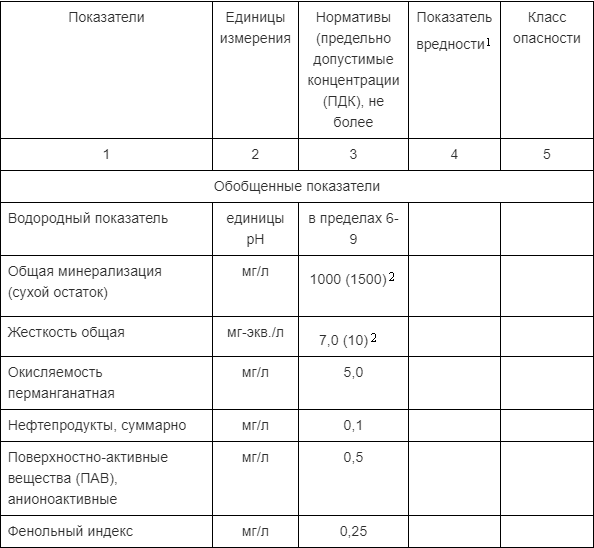 Показатели
Единицы
измерения
Нормативы
(предельно
допустимые
концентрации
(ПДК), не
более
Показатель
вредности1
Класс
опасности
1
2
3
4
5
Обобщенные показатели
Водородный показатель
единицы
pH
в пределах 6-
9
Общая минерализация
(сухой остаток)
мг/л
1000 (1500)2
Жесткость общая
мг-экв./л
7,0 (10)2
Окисляемость
перманганатная
мг/л
5,0
Нефтепродукты, суммарно
мг/л
0,1
Поверхностно-активные
вещества (ПАВ),
анионоактивные
мг/л
0,5
Фенольный индекс
мг/л
0,25